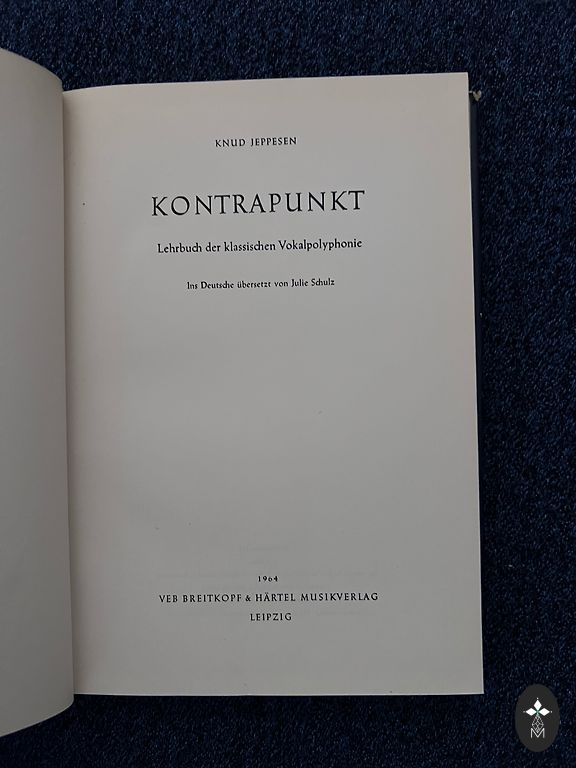 KNUD JEPPESEN
KONTRAPUNKT
Lehrbuch der klassischen Vokalpolyphonie
Ins Deutsche übersetzt von Julie Schulz
1964
VEB BREITKOPF & HÄRTEL MUSIKVERLAG
LEIPZIG